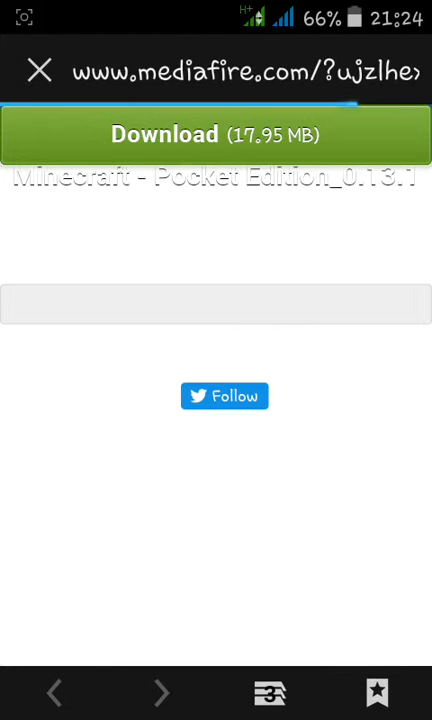 H+ 66% 21:24
www.mediafire.com/?ujzlhe
Download (17.95 MB)
Minecraft - Pocket Edition_0.13.1
Follow
3